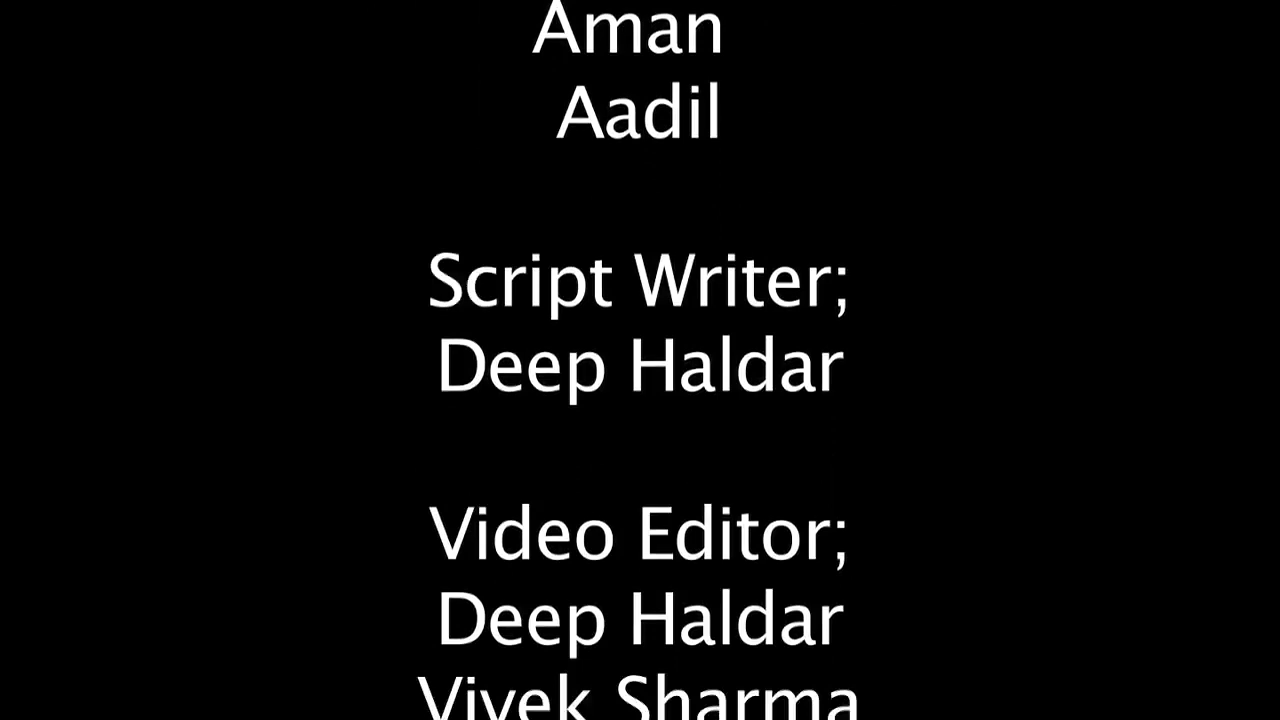 Aman
Aadil
Script Writer;
Deep Haldar
Video Editor;
Deep Haldar
Vivek Sharma